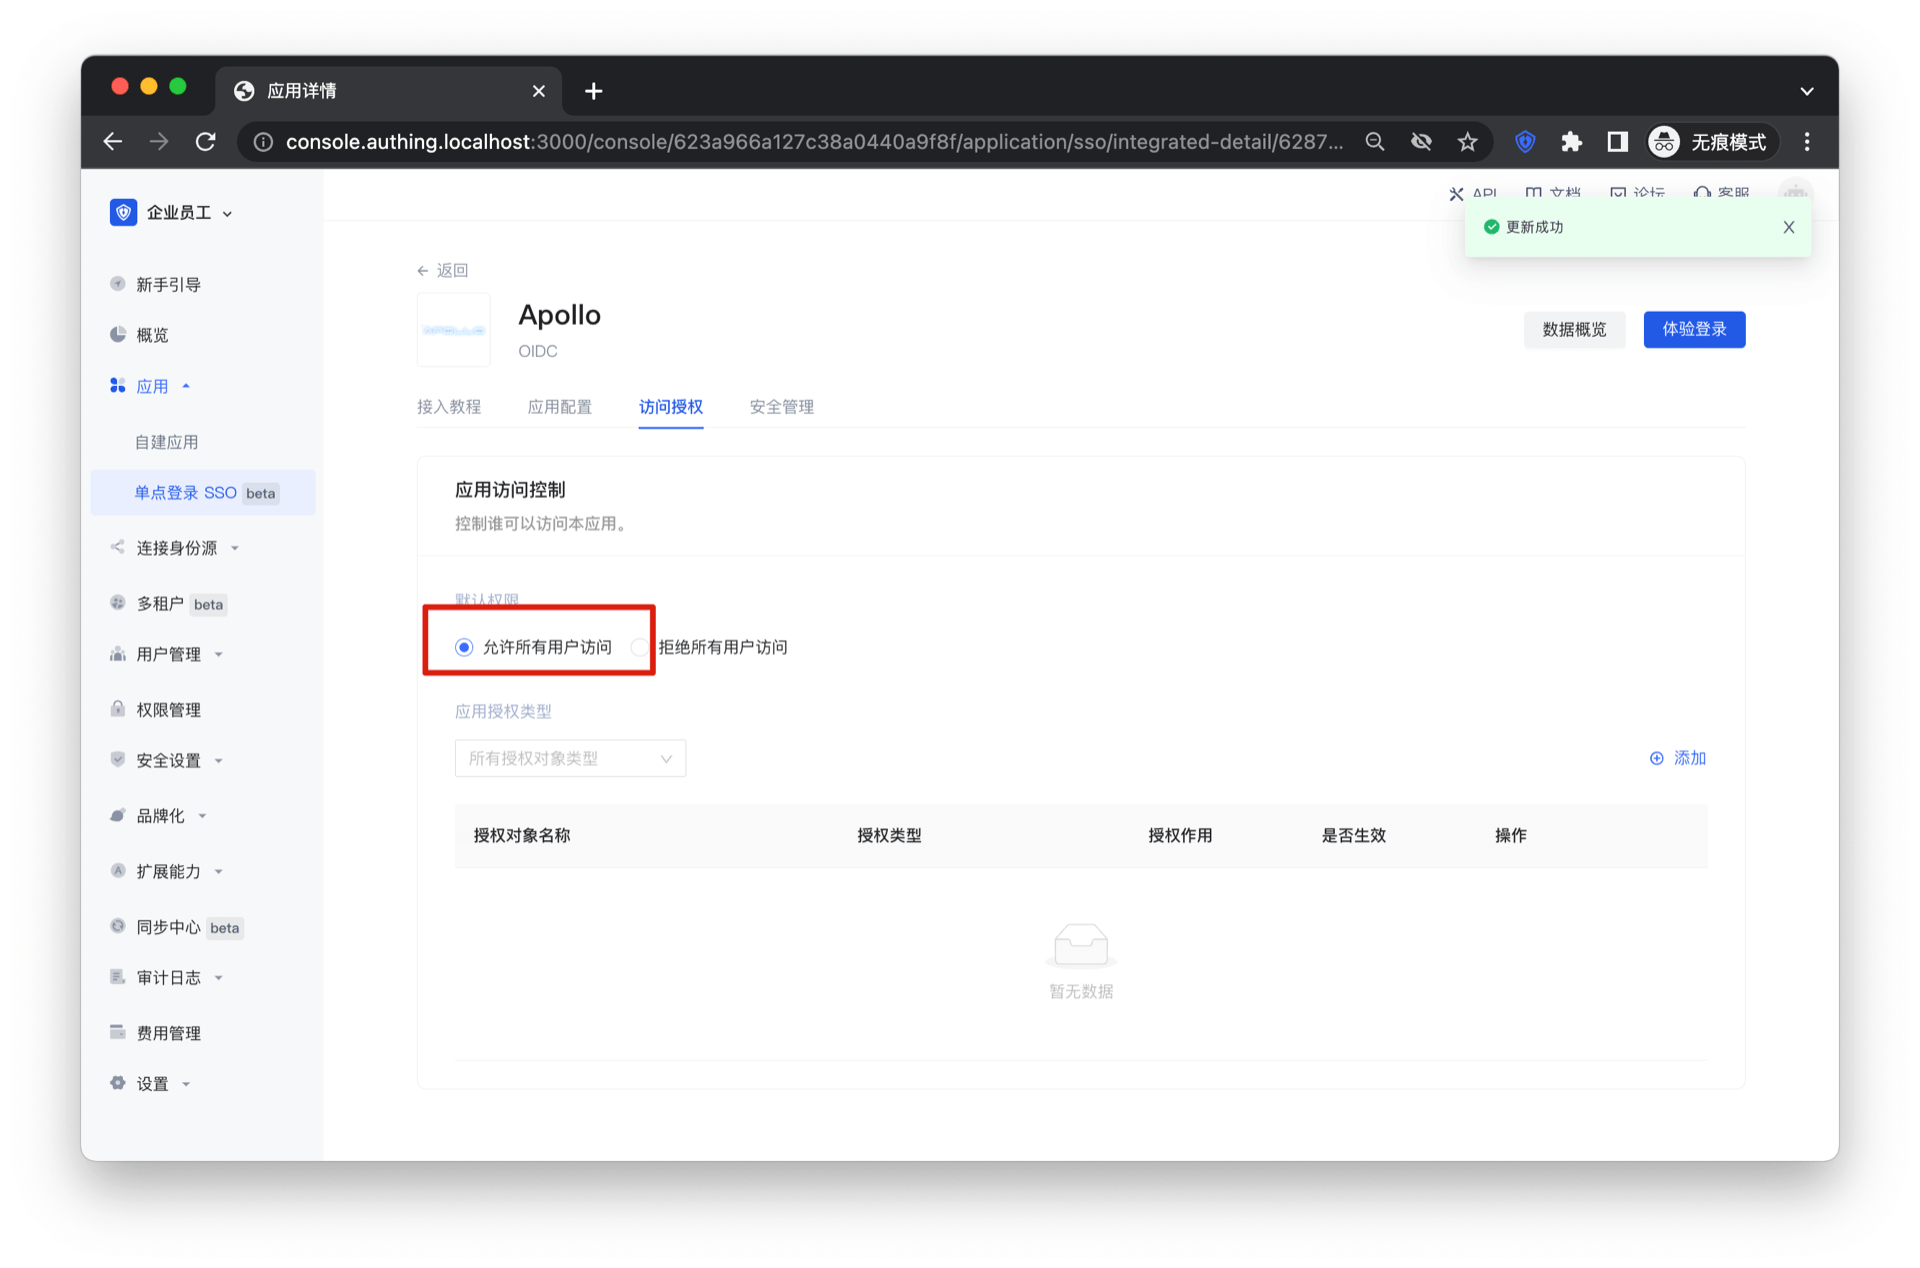 应用详情
console.authing.localhost:3000/console/623a966a127c38a0440a9f8f/application/sso/integrated-detail/6287...
无痕模式
企业员工
API 文档 论坛 客服
更新成功
新手引导
概览
应用
自建应用
单点登录 SSO beta
连接身份源
多租户 beta
用户管理
权限管理
安全设置
品牌化
扩展能力
同步中心 beta
审计日志
费用管理
设置
返回
Apollo
OIDC
数据概览 体验登录
接入教程 应用配置 访问授权 安全管理
应用访问控制
控制谁可以访问本应用。
默认权限
允许所有用户访问 拒绝所有用户访问
应用授权类型
所有授权对象类型
添加
授权对象名称 授权类型 授权作用 是否生效 操作
暂无数据